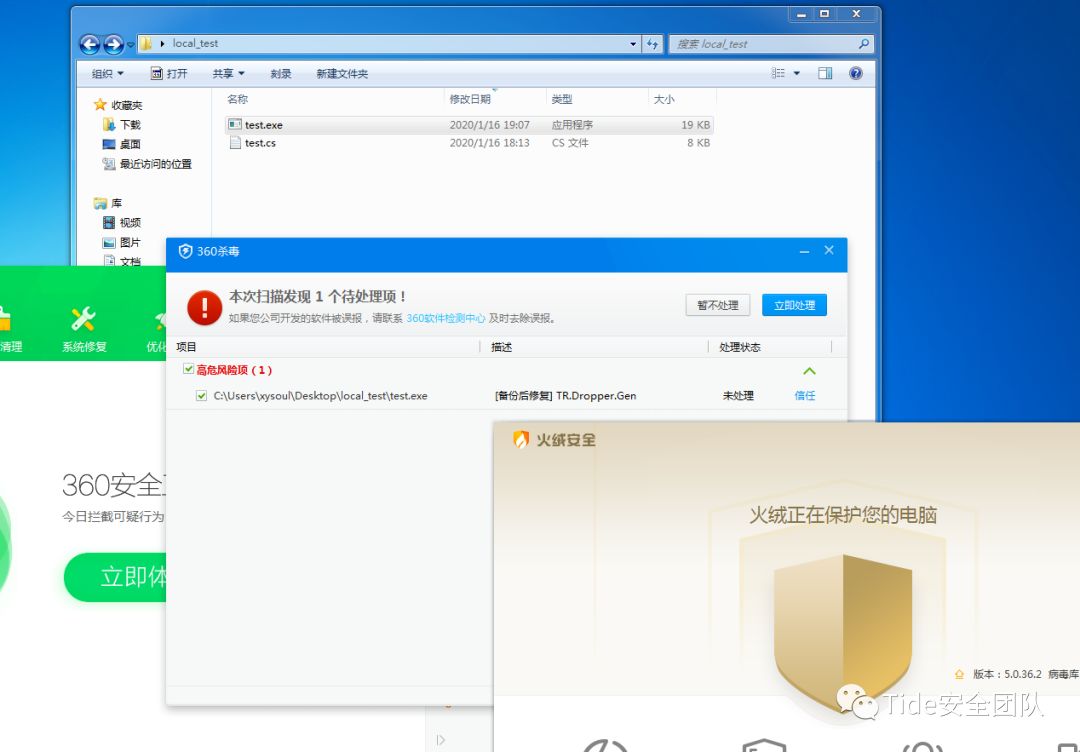 local_test
搜索 local_test
组织 打开 共享 刻录 新建文件夹
名称 修改日期 类型 大小
收藏夹
test.exe 2020/1/16 19:07 应用程序 19 KB
下载
test.cs 2020/1/16 18:13 CS 文件 8 KB
桌面
最近访问的位置
库
视频
图片
文档
360杀毒
本次扫描发现 1 个待处理项！
如果您公司开发的软件被误报，请联系 360软件检测中心 及时去除误报。
暂不处理 立即处理
清理 系统修复 优化
项目 描述 处理状态
高危风险项（1）
C:\Users\xysoul\Desktop\local_test\test.exe [备份后修复] TR.Dropper.Gen 未处理 信任
火绒安全
360安全
今日拦截可疑行为
火绒正在保护您的电脑
立即体
版本：5.0.36.2 病毒库
Tide安全团队